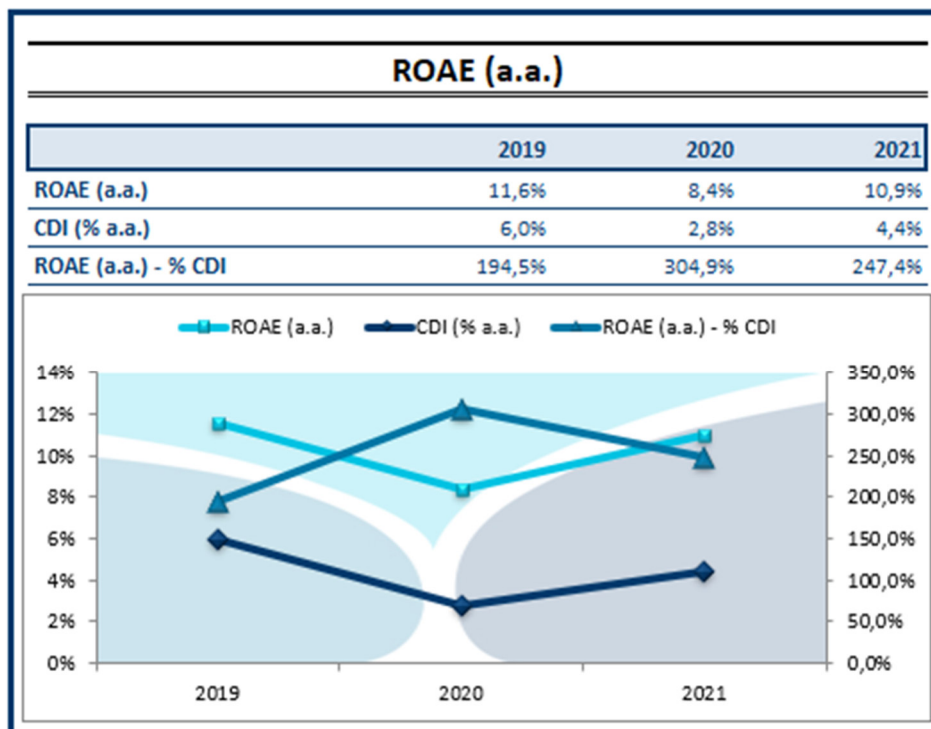 ROAE (a.a.)
2019 2020 2021
ROAE (a.a.) 11,6% 8,4% 10,9%
CDI (% a.a.) 6,0% 2,8% 4,4%
ROAE (a.a.) - % CDI 194,5% 304,9% 247,4%
ROAE (a.a.) CDI (% a.a.) ROAE (a.a.) - % CDI
14% 350,0%
12% 300,0%
10% 250,0%
8% 200,0%
6% 150,0%
4% 100,0%
2% 50,0%
0% 0,0%
2019 2020 2021